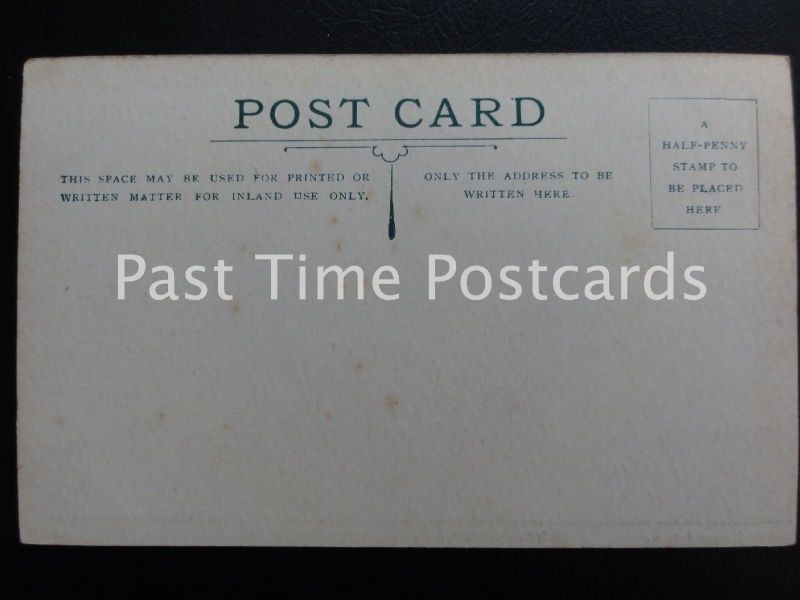 POST CARD
THIS SPACE MAY BE USED FOR PRINTED OR
WRITTEN MATTER FOR INLAND USE ONLY.
ONLY THE ADDRESS TO BE
WRITTEN HERE.
A
HALF-PENNY
STAMP TO
BE PLACED
HERE
Past Time Postcards